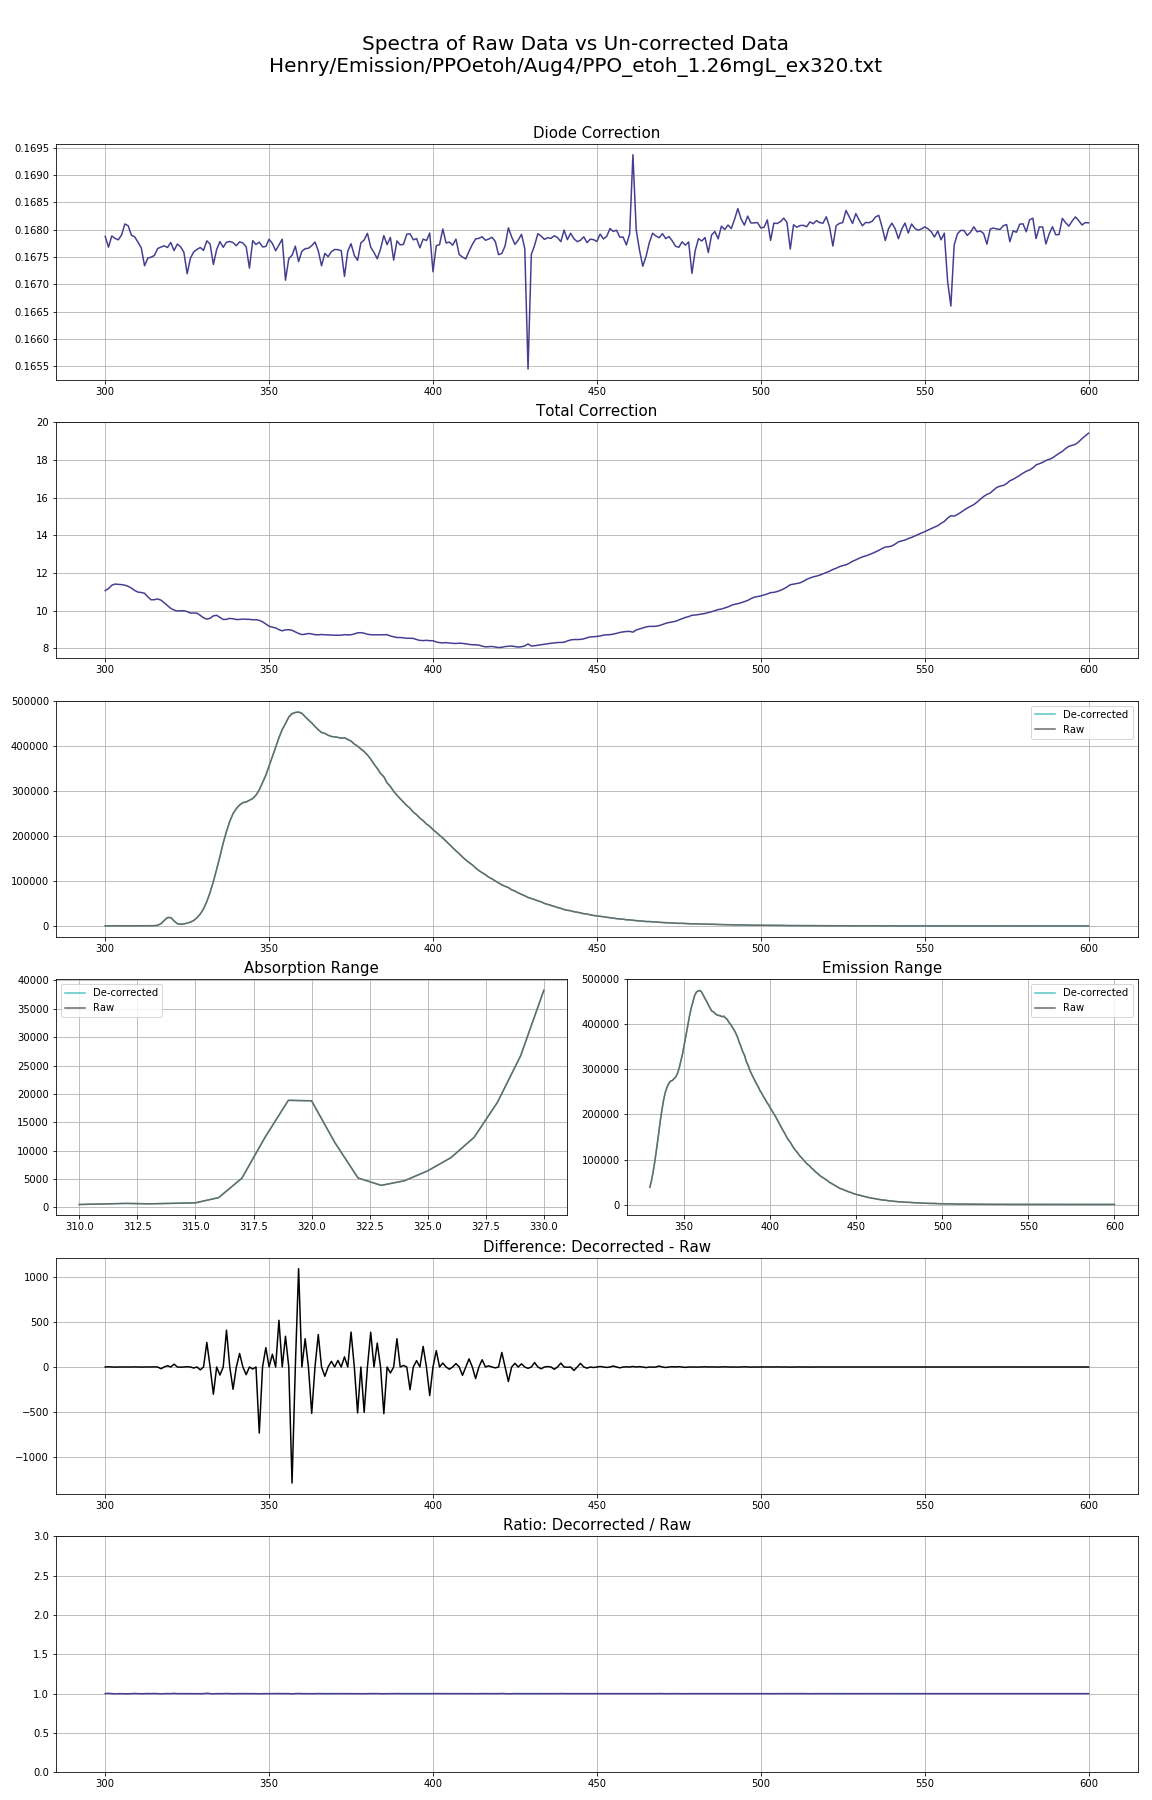 Spectra of Raw Data vs Un-corrected Data
Henry/Emission/PPOetoh/Aug4/PPO_etoh_1.26mgL_ex320.txt
Diode Correction
0.1695
0.1690
0.1685
0.1680
0.1675
0.1670
0.1665
0.1660
0.1655
300 350 400 450 500 550 600
Total Correction
20
18
16
14
12
10
8
300 350 400 450 500 550 600
500000
400000
300000
200000
100000
0
De-corrected
Raw
300 350 400 450 500 550 600
Absorption Range
40000
35000
30000
25000
20000
15000
10000
5000
0
De-corrected
Raw
310.0 312.5 315.0 317.5 320.0 322.5 325.0 327.5 330.0
Emission Range
500000
400000
300000
200000
100000
0
De-corrected
Raw
350 400 450 500 550 600
Difference: Decorrected - Raw
1000
500
0
−500
−1000
300 350 400 450 500 550 600
Ratio: Decorrected / Raw
3.0
2.5
2.0
1.5
1.0
0.5
0.0
300 350 400 450 500 550 600